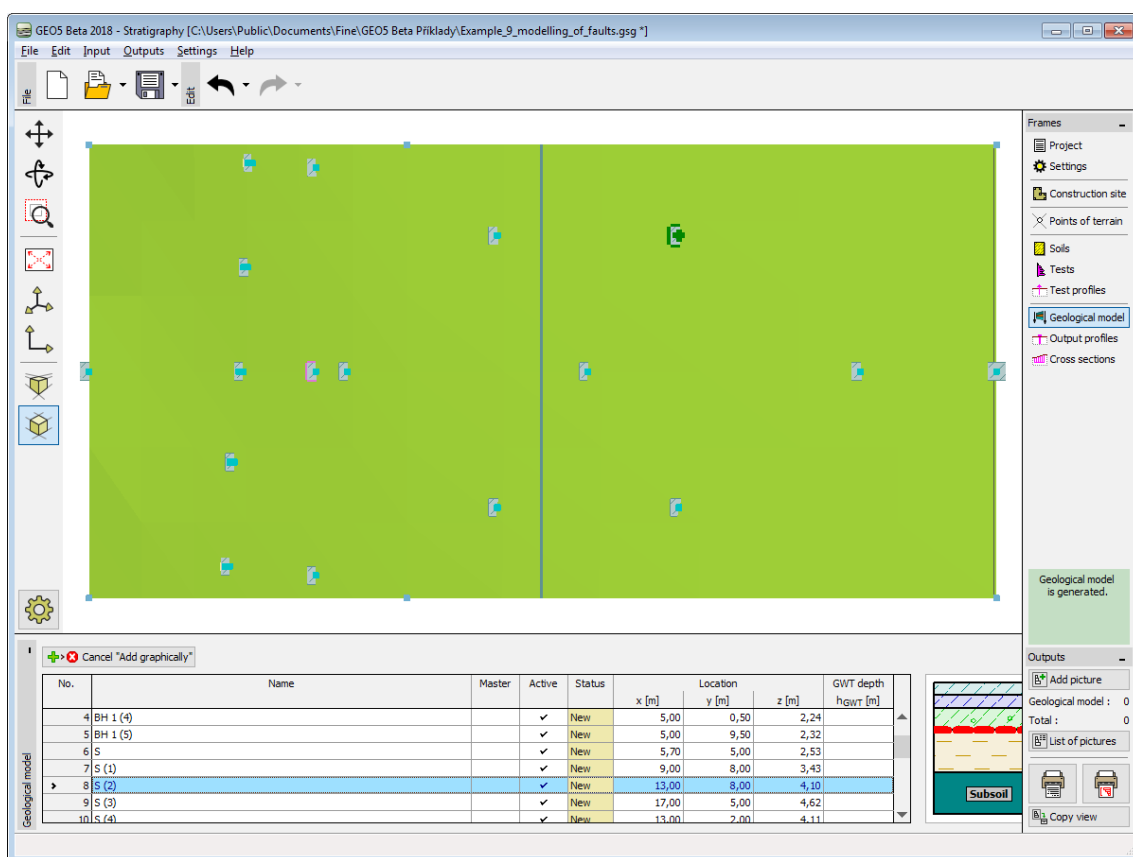 GEO5 Beta 2018 - Stratigraphy [C:\Users\Public\Documents\Fine\GEO5 Beta Příklady\Example_9_modelling_of_faults.gsg *]
File Edit Input Outputs Settings Help
File
Edit
Frames
Project
Settings
Construction site
Points of terrain
Soils
Tests
Test profiles
Geological model
Output profiles
Cross sections
Geological model
is generated.
Cancel "Add graphically"
No. Name Master Active Status Location GWT depth
x [m] y [m] z [m] hGWT [m]
4 BH 1 (4) New 5,00 0,50 2,24
5 BH 1 (5) New 5,00 9,50 2,32
6 S New 5,70 5,00 2,53
7 S (1) New 9,00 8,00 3,43
8 S (2) New 13,00 8,00 4,10
9 S (3) New 17,00 5,00 4,62
10 S (4) New 13,00 2,00 4,11
Geological model
Subsoil
Outputs
Add picture
Geological model : 0
Total : 0
List of pictures
Copy view